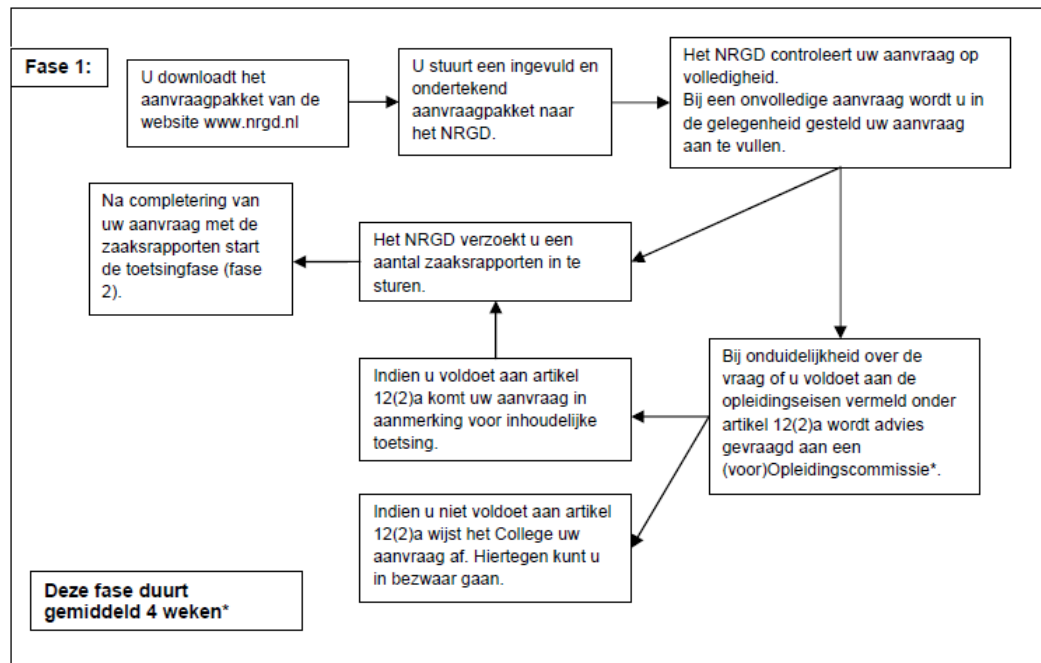 Fase 1:
U downloadt het
aanvraagpakket van de
website www.nrgd.nl
U stuurt een ingevuld en
ondertekend
aanvraagpakket naar
het NRGD.
Het NRGD controleert uw aanvraag op
volledigheid.
Bij een onvolledige aanvraag wordt u in
de gelegenheid gesteld uw aanvraag
aan te vullen.
Na completering van
uw aanvraag met de
zaaksrapporten start
de toetsingfase (fase
2).
Het NRGD verzoekt u een
aantal zaaksrapporten in te
sturen.
Indien u voldoet aan artikel
12(2)a komt uw aanvraag in
aanmerking voor inhoudelijke
toetsing.
Bij onduidelijkheid over de
vraag of u voldoet aan de
opleidingseisen vermeld onder
artikel 12(2)a wordt advies
gevraagd aan een
(voor)Opleidingscommissie*.
Indien u niet voldoet aan artikel
12(2)a wijst het College uw
aanvraag af. Hiertegen kunt u
in bezwaar gaan.
Deze fase duurt
gemiddeld 4 weken*